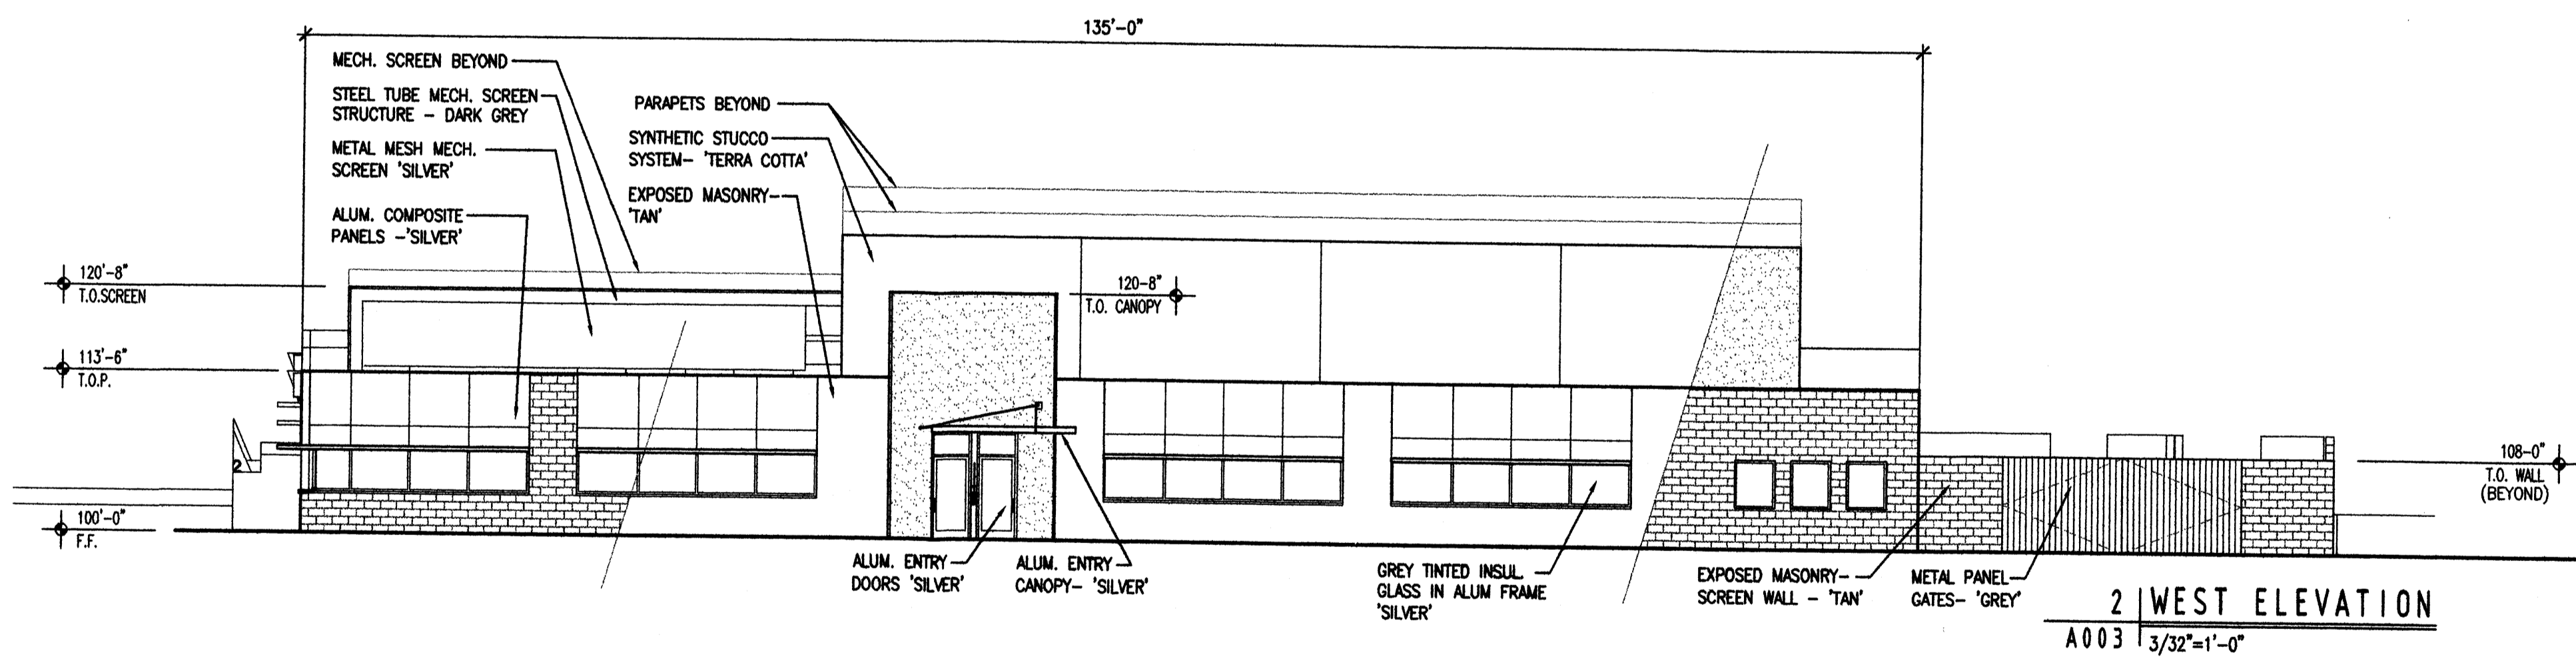 135'-0"
MECH. SCREEN BEYOND
STEEL TUBE MECH. SCREEN
STRUCTURE - DARK GREY
METAL MESH MECH.
SCREEN 'SILVER'
ALUM. COMPOSITE
PANELS -'SILVER'
PARAPETS BEYOND
SYNTHETIC STUCCO
SYSTEM- 'TERRA COTTA'
EXPOSED MASONRY-
'TAN'
120'-8"
T.O.SCREEN
120-8"
T.O. CANOPY
113'-6"
T.O.P.
2
100'-0"
F.F.
108-0"
T.O. WALL
(BEYOND)
ALUM. ENTRY
DOORS 'SILVER'
ALUM. ENTRY
CANOPY- 'SILVER'
GREY TINTED INSUL.
GLASS IN ALUM FRAME
'SILVER'
EXPOSED MASONRY-
SCREEN WALL - 'TAN'
METAL PANEL
GATES- 'GREY'
2 WEST ELEVATION
A003 3/32"=1'-0"